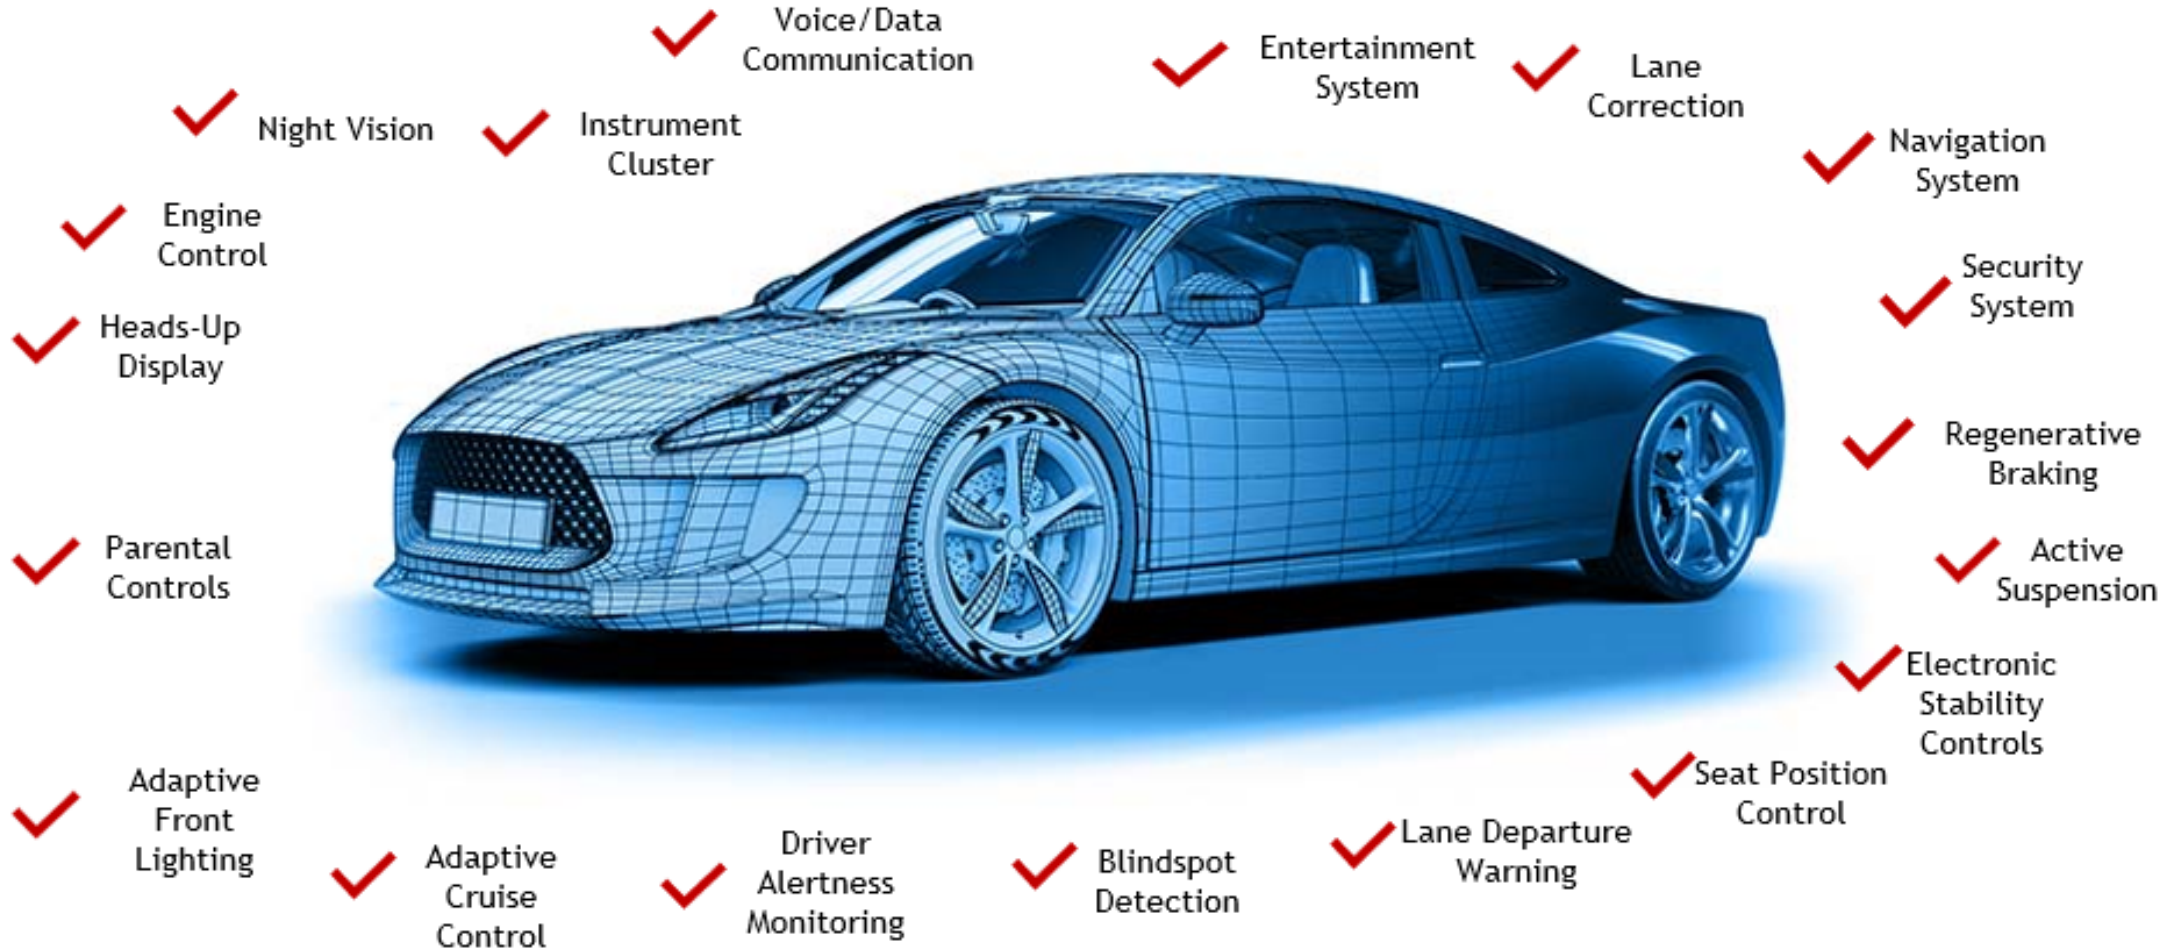 Voice/Data
Communication
Entertainment
System
Lane
Correction
Night Vision
Instrument
Cluster
Navigation
System
Engine
Control
Security
System
Heads-Up
Display
Regenerative
Braking
Parental
Controls
Active
Suspension
Electronic
Stability
Controls
Seat Position
Control
Adaptive
Front
Lighting
Adaptive
Cruise
Control
Driver
Alertness
Monitoring
Blindspot
Detection
Lane Departure
Warning